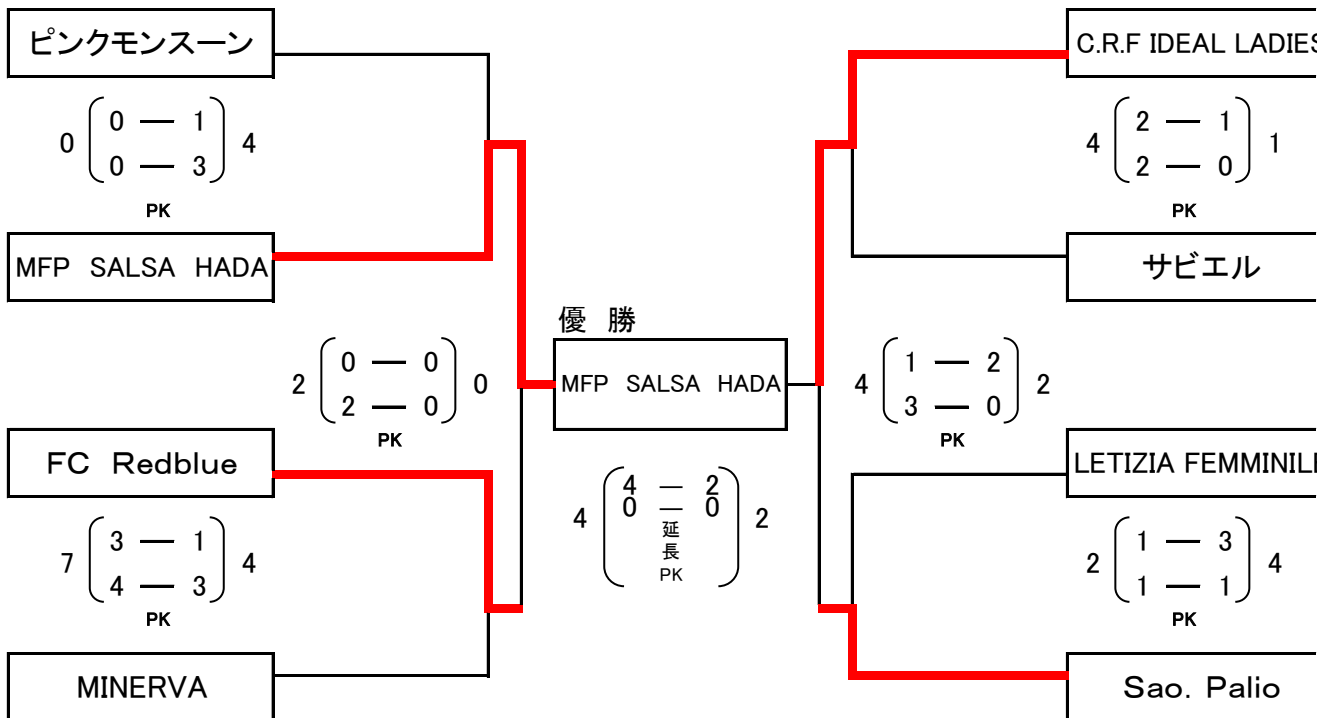 ピンクモンスーン
0 0 ― 1 4
0 ― 3
PK
MFP SALSA HADA
2 0 ― 0 0
2 ― 0
PK
FC Redblue
7 3 ― 1 4
4 ― 3
PK
MINERVA
優 勝
MFP SALSA HADA
4 ― 2
0 ― 0
4 2
延
長
PK
C.R.F IDEAL LADIES
4 2 ― 1 1
2 ― 0
PK
サビエル
4 1 ― 2 2
3 ― 0
PK
LETIZIA FEMMINILE
2 1 ― 3 4
1 ― 1
PK
Sao. Palio